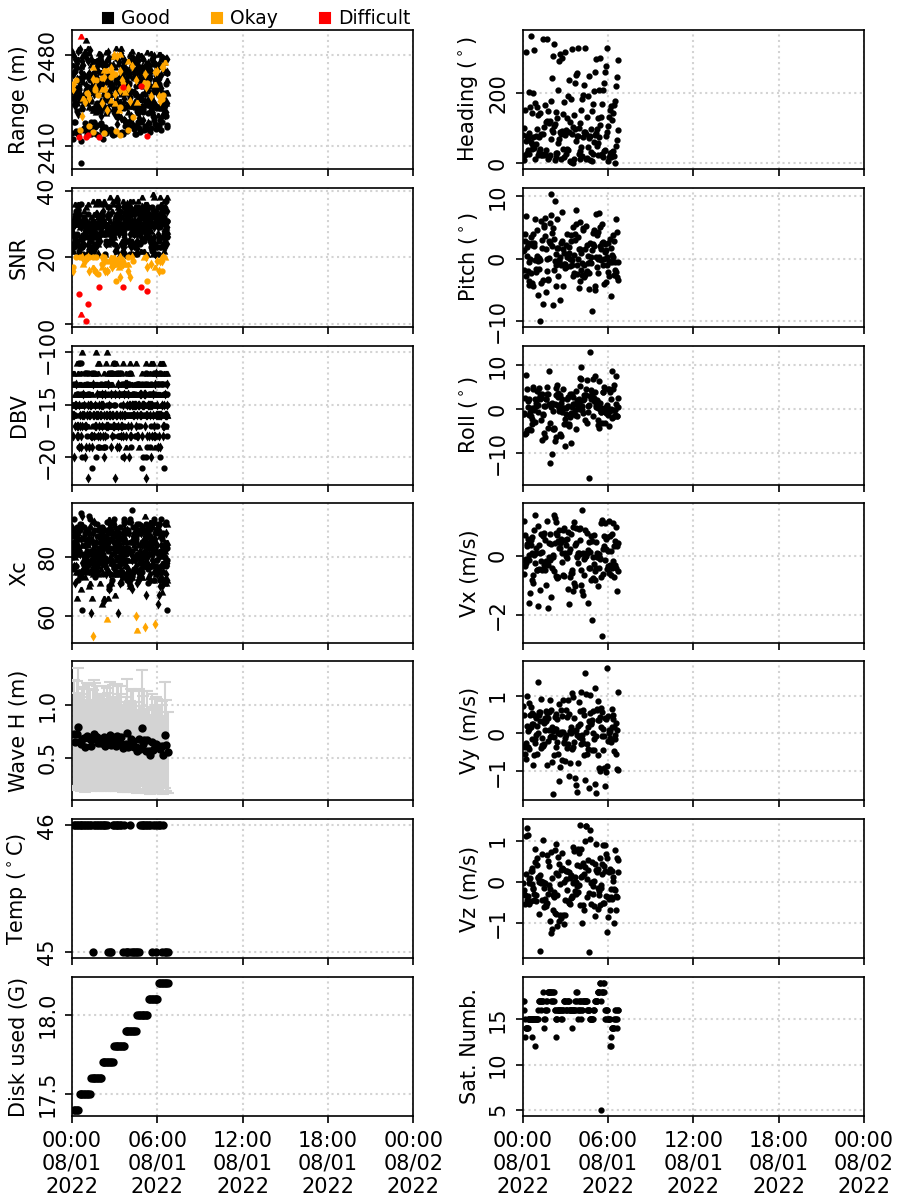 Good Okay Difficult
Range (m)
2480
2410
Heading (°)
200
0
SNR
40
20
0
Pitch (°)
10
0
−10
DBV
−10
−15
−20
Roll (°)
10
0
−10
Xc
80
60
Vx (m/s)
0
−2
Wave H (m)
1.0
0.5
Vy (m/s)
1
0
−1
Temp (°C)
46
45
Vz (m/s)
1
0
−1
Disk used (G)
18.0
17.5
Sat. Numb.
15
10
5
00:00 06:00 12:00 18:00 00:00
08/01 08/01 08/01 08/01 08/02
2022 2022 2022 2022 2022
00:00 06:00 12:00 18:00 00:00
08/01 08/01 08/01 08/01 08/02
2022 2022 2022 2022 2022